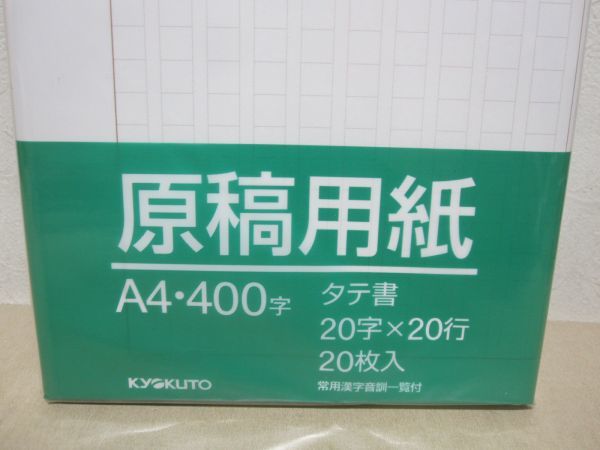 原稿用紙
A4・400字
タテ書
20字×20行
20枚入
常用漢字音訓一覧付
KYOKUTO